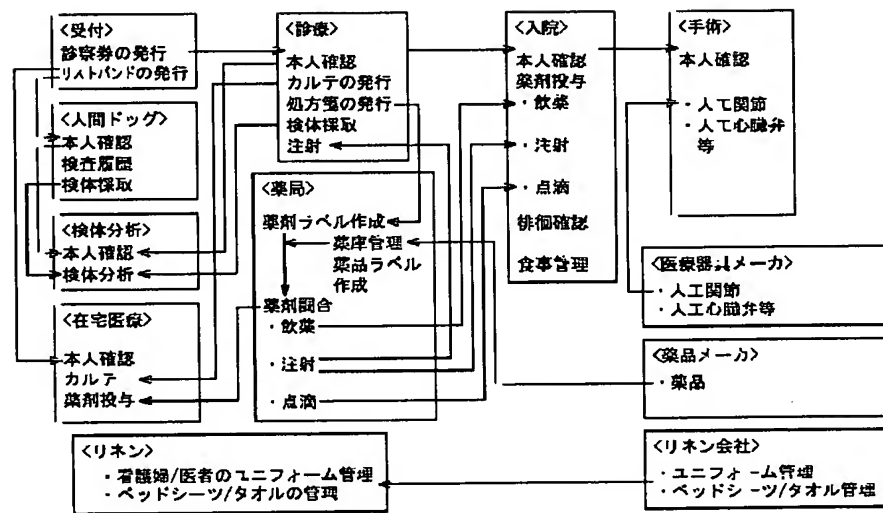 <受付>
診察券の発行
リストバンドの発行
<人間ドッグ>
本人確認
検査履歴
検体採取
<検体分析>
本人確認
検体分析
<在宅医療>
本人確認
カルテ
薬剤投与
<診療>
本人確認
カルテの発行
処方箋の発行
検体採取
注射
<薬局>
薬剤ラベル作成
薬庫管理
薬品ラベル
作成
薬剤調合
・飲薬
・注射
・点滴
<入院>
本人確認
薬剤投与
・飲薬
・注射
・点滴
徘徊確認
食事管理
<手術>
本人確認
・人工関節
・人工心臓弁
等
<医療器具メーカ>
・人工関節
・人工心臓弁等
<薬品メーカ>
・薬品
<リネン>
・看護婦/医者のユニフォーム管理
・ベッドシーツ/タオルの管理
<リネン会社>
・ユニフォーム管理
・ベッドシーツ/タオル管理